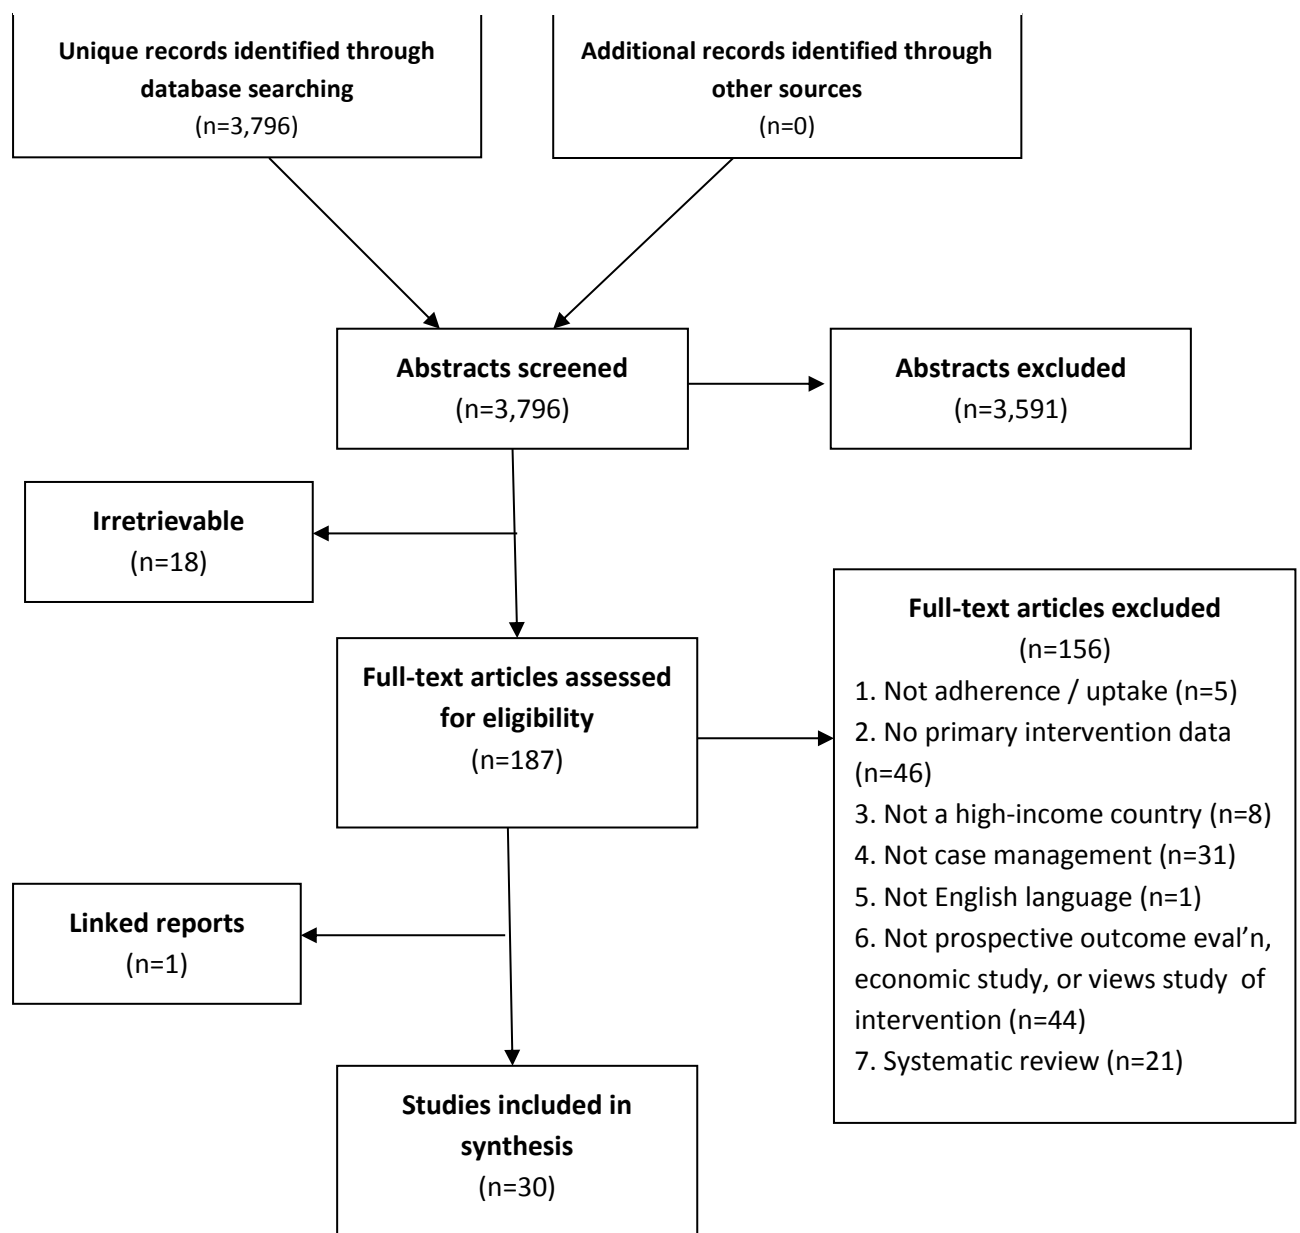 Unique records identified through
database searching
(n=3,796)
Additional records identified through
other sources
(n=0)
Abstracts screened
(n=3,796)
Abstracts excluded
(n=3,591)
Irretrievable
(n=18)
Full-text articles assessed
for eligibility
(n=187)
Full-text articles excluded
(n=156)
1. Not adherence / uptake (n=5)
2. No primary intervention data
(n=46)
3. Not a high-income country (n=8)
4. Not case management (n=31)
5. Not English language (n=1)
6. Not prospective outcome eval’n,
economic study, or views study of
intervention (n=44)
7. Systematic review (n=21)
Linked reports
(n=1)
Studies included in
synthesis
(n=30)